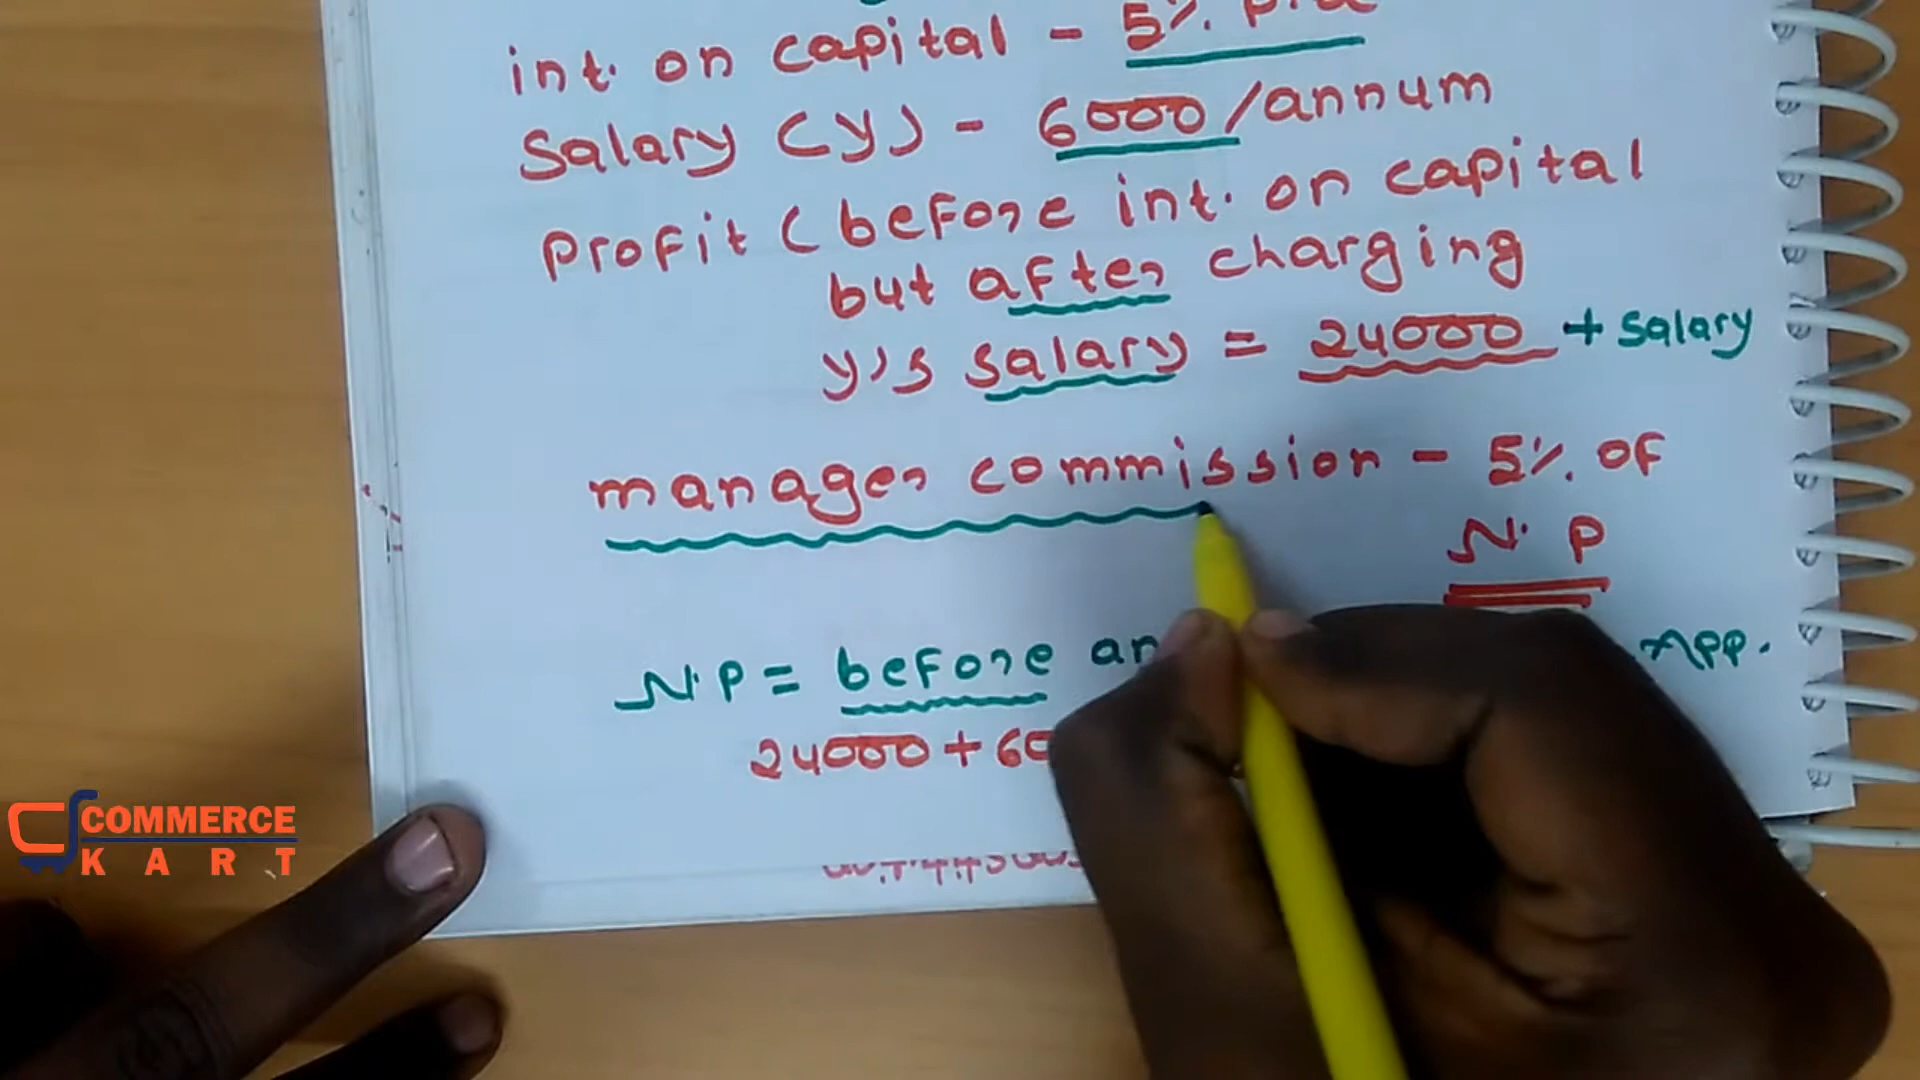 int. on capital - 5%
Salary (y) - 6000/annum
Profit (before int. on capital
but after charging
y's salary = 24000 + salary
manager commission - 5% of
N. P
N.P = before App.
24000 + 60
COMMERCE
KART